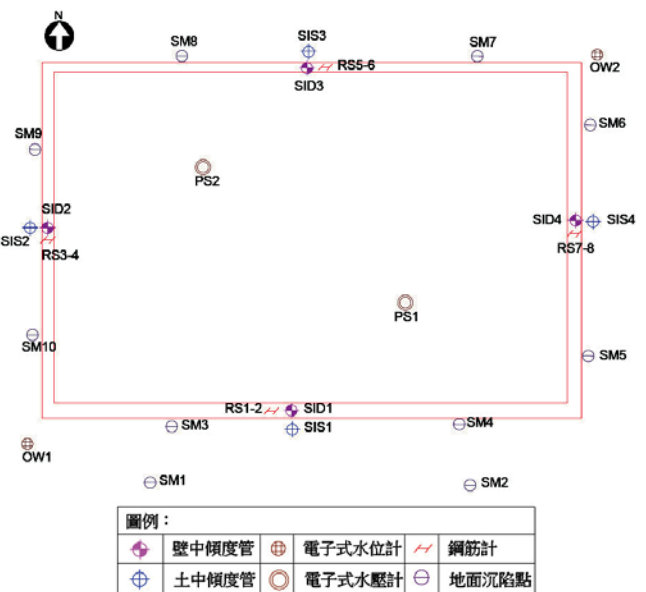 N
SIS3
SM8
SM7
OW2
RS5-6
SID3
SM6
SM9
PS2
SID2
SID4
SIS4
SIS2
RS3-4
RS7-8
PS1
SM10
SM5
RS1-2
SID1
SM3
SIS1
SM4
OW1
SM1
SM2
圖例：
壁中傾度管 電子式水位計 鋼筋計
土中傾度管 電子式水壓計 地面沉陷點